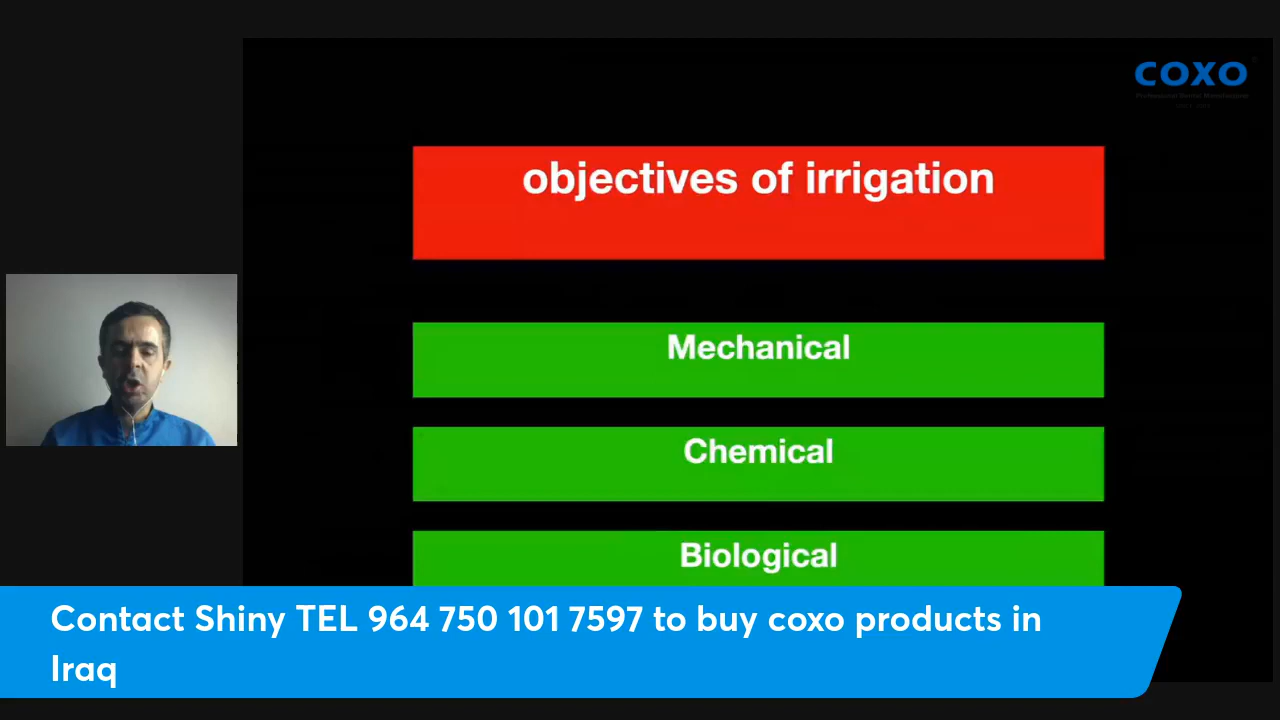 COXO
objectives of irrigation
Mechanical
Chemical
Biological
Contact Shiny TEL 964 750 101 7597 to buy coxo products in
Iraq